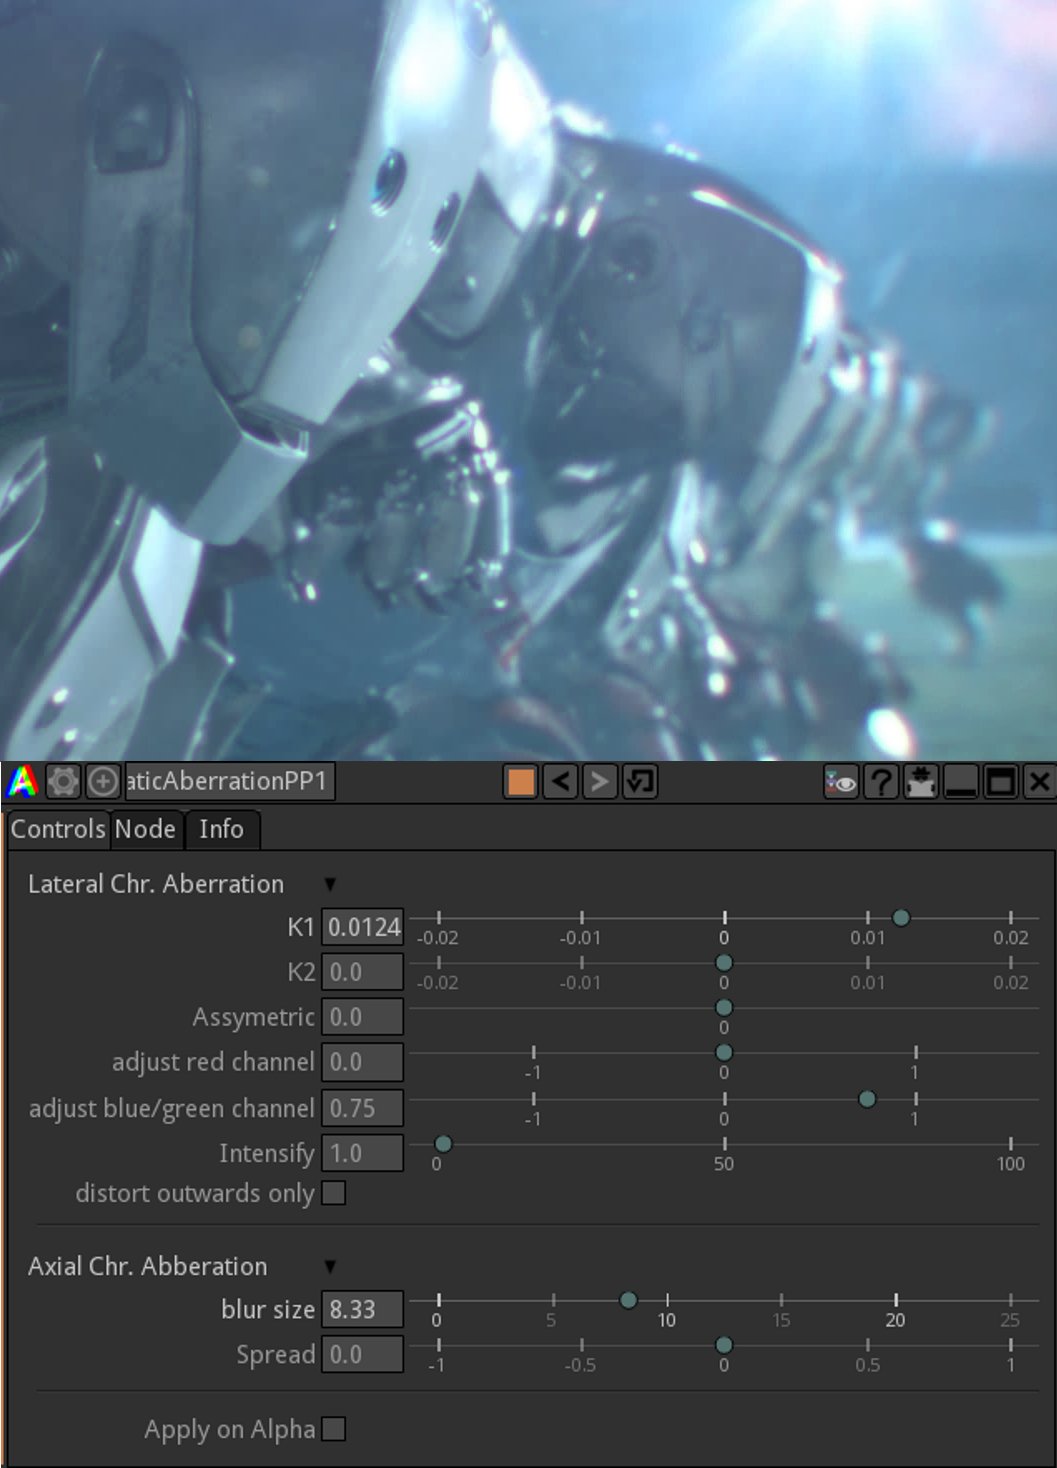 aticAberrationPP1
Controls Node Info
Lateral Chr. Aberration
K1 0.0124 -0.02 -0.01 0 0.01 0.02
K2 0.0 -0.02 -0.01 0 0.01 0.02
Assymetric 0.0 0
adjust red channel 0.0 -1 0 1
adjust blue/green channel 0.75 -1 0 1
Intensify 1.0 0 50 100
distort outwards only
Axial Chr. Abberation
blur size 8.33 0 5 10 15 20 25
Spread 0.0 -1 -0.5 0 0.5 1
Apply on Alpha